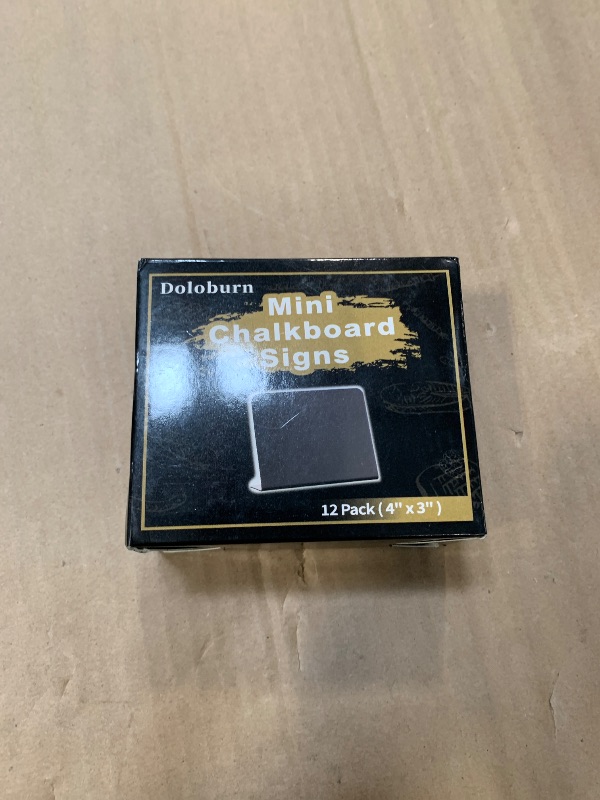 Doloburn
Mini
Chalkboard
Signs
12 Pack ( 4" x 3" )